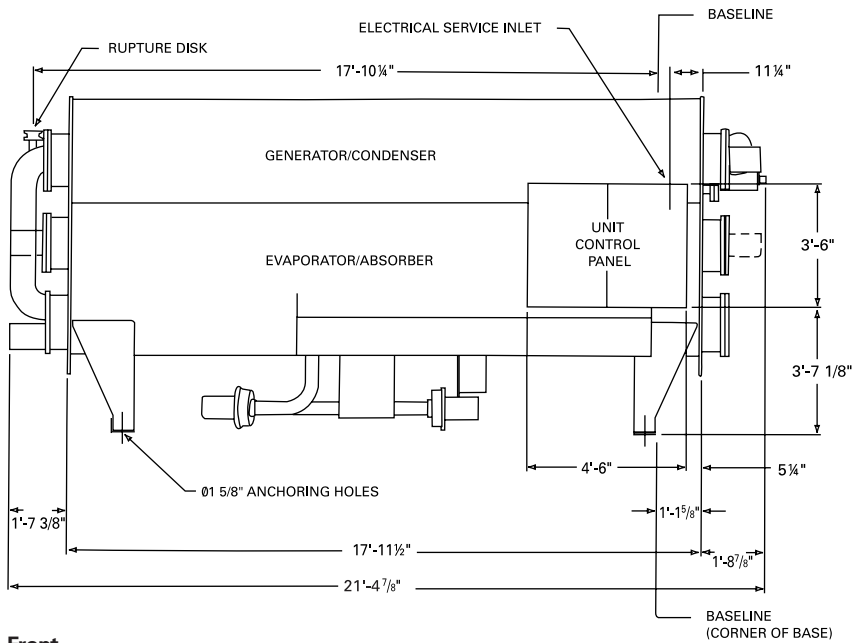 BASELINE
ELECTRICAL SERVICE INLET
RUPTURE DISK
17'-10¼"
11¼"
GENERATOR/CONDENSER
UNIT
CONTROL
PANEL
3'-6"
EVAPORATOR/ABSORBER
3'-7 1/8"
4'-6"
5¼"
Ø1 5/8" ANCHORING HOLES
1'-7 3/8"
1'-1⁵/₈"
17'-11½"
1'-8⁷/₈"
21'-4⁷/₈"
BASELINE
(CORNER OF BASE)
Front